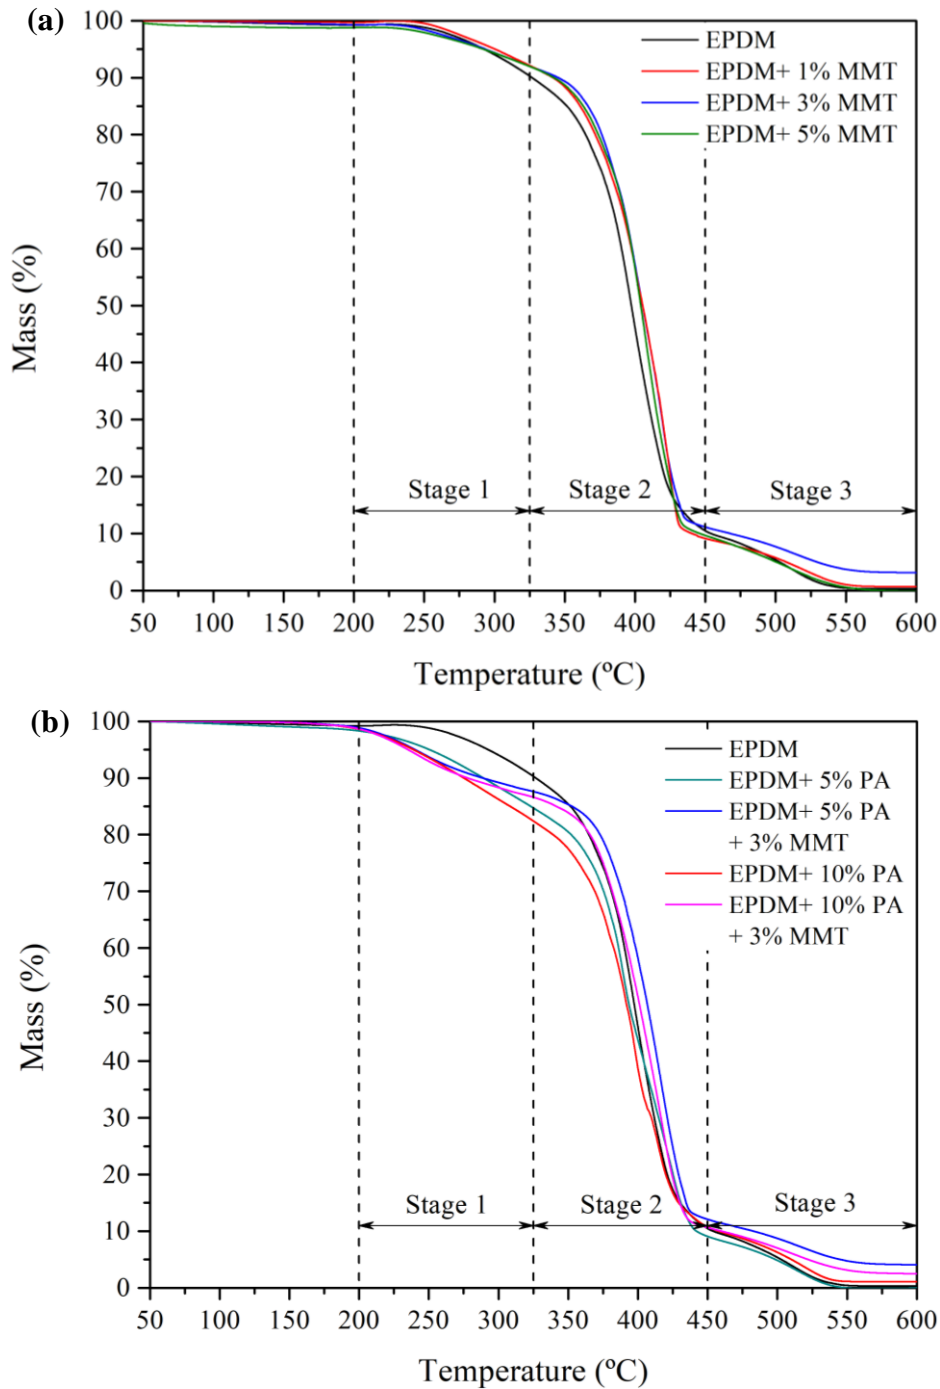 (a)
100
90
80
70
60
50
40
30
20
10
0
Mass (%)
EPDM
EPDM+ 1% MMT
EPDM+ 3% MMT
EPDM+ 5% MMT
Stage 1
Stage 2
Stage 3
50 100 150 200 250 300 350 400 450 500 550 600
Temperature (ºC)
(b)
100
90
80
70
60
50
40
30
20
10
0
Mass (%)
EPDM
EPDM+ 5% PA
EPDM+ 5% PA
+ 3% MMT
EPDM+ 10% PA
EPDM+ 10% PA
+ 3% MMT
Stage 1
Stage 2
Stage 3
50 100 150 200 250 300 350 400 450 500 550 600
Temperature (ºC)